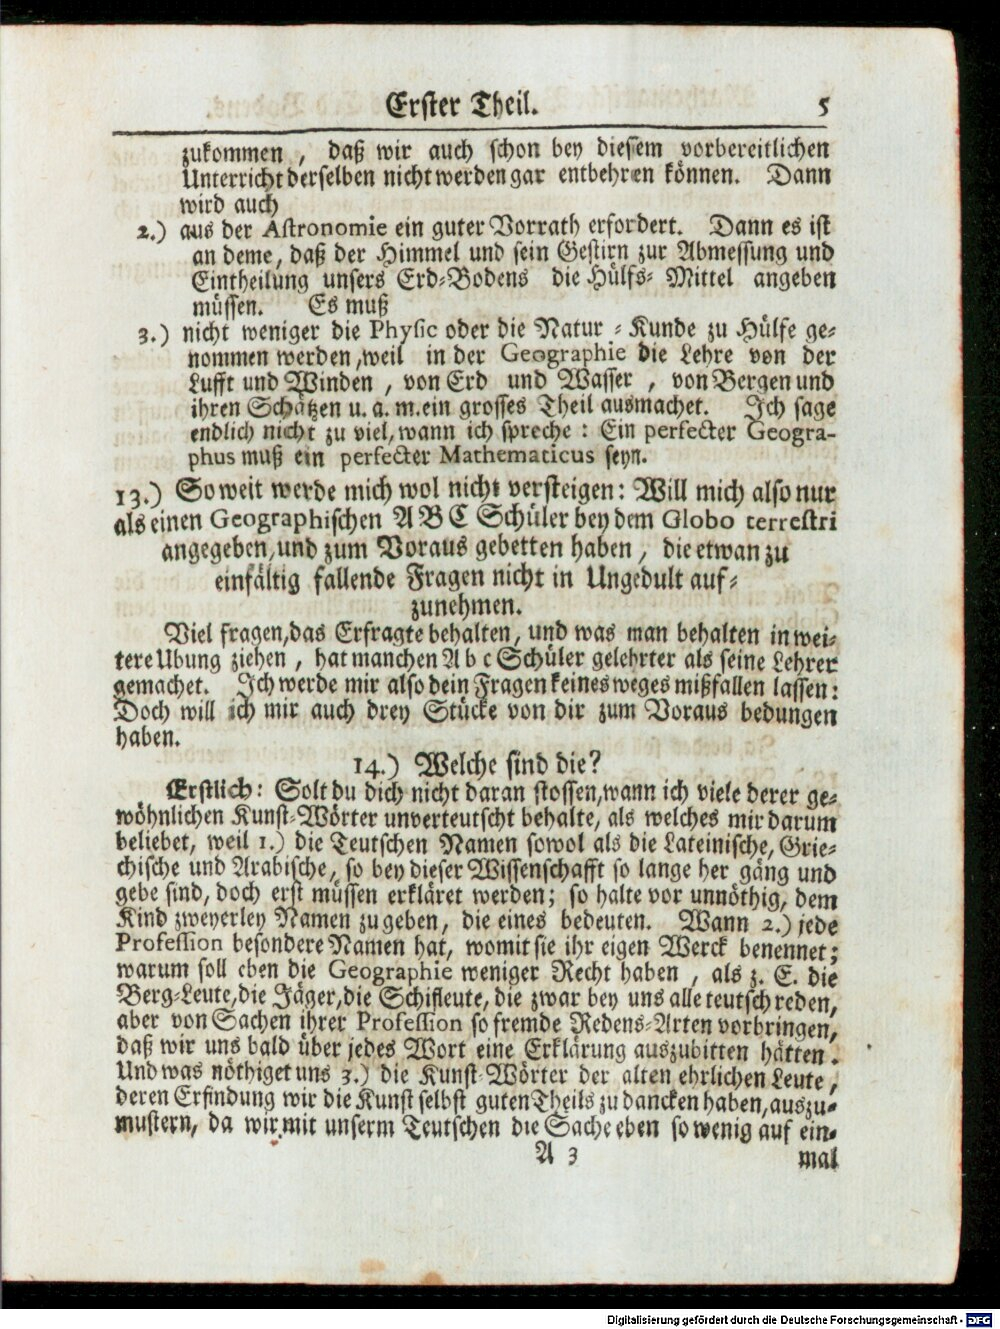 Erster Theil. 5
zukommen , daß wir auch schon bey diesem vorbereitlichen
Unterricht derselben nicht werden gar entbehren können. Dann
wird auch
2.) aus der Astronomie ein guter Vorrath erfordert. Dann es ist
an deme, daß der Himmel und sein Gestirn zur Abmessung und
Eintheilung unsers Erd-Bodens die Hülfs- Mittel angeben
müssen. Es muß
3.) nicht weniger die Physic oder die Natur - Kunde zu Hülfe ge-
nommen werden, weil in der Geographie die Lehre von der
Lufft und Winden , von Erd und Wasser , von Bergen und
ihren Schätzen u. a. m. ein grosses Theil ausmachet. Ich sage
endlich nicht zu viel, wann ich spreche : Ein perfecter Geogra-
phus muß ein perfecter Mathematicus seyn.
13.) So weit werde mich wol nicht versteigen: Will mich also nur
als einen Geographischen A B C Schüler bey dem Globo terrestri
angegeben, und zum Voraus gebetten haben , die etwan zu
einfältig fallende Fragen nicht in Ungedult auf-
zunehmen.
Viel fragen, das Erfragte behalten, und was man behalten in wei-
tere Ubung ziehen , hat manchen A b c Schüler gelehrter als seine Lehrer
gemachet. Ich werde mir also dein Fragen keines weges mißfallen lassen:
Doch will ich mir auch drey Stücke von dir zum Voraus bedungen
haben.
14.) Welche sind die?
Erstlich: Solt du dich nicht daran stossen, wann ich viele derer ge-
wöhnlichen Kunst-Wörter unverteutscht behalte, als welches mir darum
beliebet, weil 1.) die Teutschen Namen sowol als die Lateinische, Grie-
chische und Arabische, so bey dieser Wissenschafft so lange her gäng und
gebe sind, doch erst müssen erkläret werden; so halte vor unnöthig, dem
Kind zweyerley Namen zu geben, die eines bedeuten. Wann 2.) jede
Profession besondere Namen hat, womit sie ihr eigen Werck benennet;
warum soll eben die Geographie weniger Recht haben , als z. E. die
Berg-Leute, die Jäger, die Schifleute, die zwar bey uns alle teutsch reden,
aber von Sachen ihrer Profession so fremde Redens-Arten vorbringen,
daß wir uns bald über jedes Wort eine Erklärung auszubitten hätten.
Und was nöthiget uns 3.) die Kunst-Wörter der alten ehrlichen Leute ,
deren Erfindung wir die Kunst selbst guten Theils zu dancken haben, auszu-
mustern, da wir mit unserm Teutschen die Sache eben so wenig auf ein-
A 3 mal
Digitalisierung gefördert durch die Deutsche Forschungsgemeinschaft - DFG